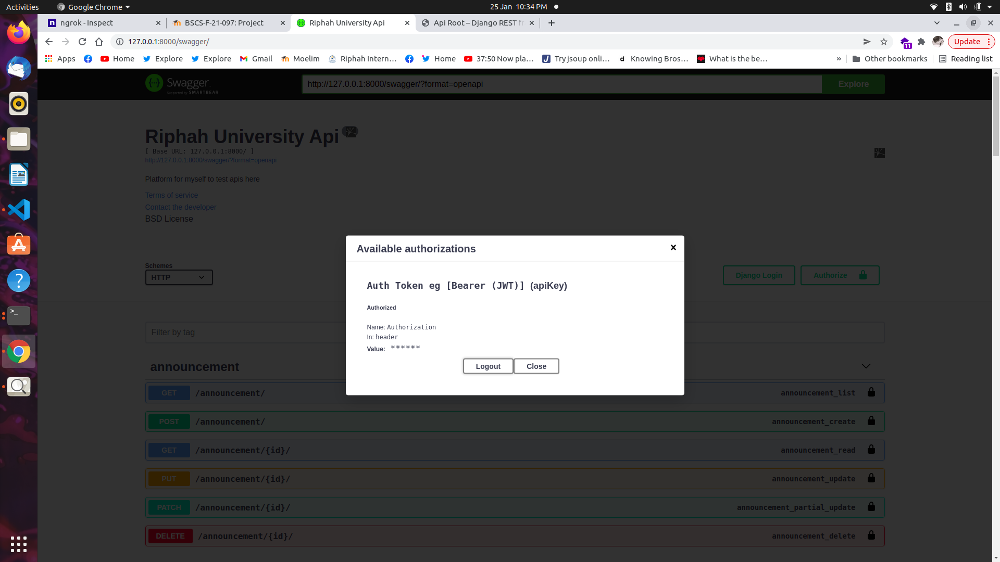 Activities
Google Chrome
25 Jan 10:34 PM
ngrok - Inspect
BSCS-F-21-097: Project
Riphah University Api
Api Root – Django REST fr
127.0.0.1:8000/swagger/
11
Update
Apps
Home
Explore
Explore
Gmail
Moelim
Riphah Intern…
Home
37:50 Now pla…
Try jsoup onli…
Knowing Bros…
What is the be…
»
Other bookmarks
Reading list
Swagger
Supported by SMARTBEAR
http://127.0.0.1:8000/swagger/?format=openapi
Explore
Riphah University Api
[ Base URL: 127.0.0.1:8000/ ]
http://127.0.0.1:8000/swagger/?format=openapi
Platform for myself to test apis here
Terms of service
Contact the developer
BSD License
Schemes
HTTP
Django Login
Authorize
Available authorizations
Auth Token eg [Bearer (JWT)] (apiKey)
Authorized
Name: Authorization
In: header
Value: ******
Logout
Close
Filter by tag
announcement
GET /announcement/ announcement_list
POST /announcement/ announcement_create
GET /announcement/{id}/ announcement_read
PUT /announcement/{id}/ announcement_update
PATCH /announcement/{id}/ announcement_partial_update
DELETE /announcement/{id}/ announcement_delete